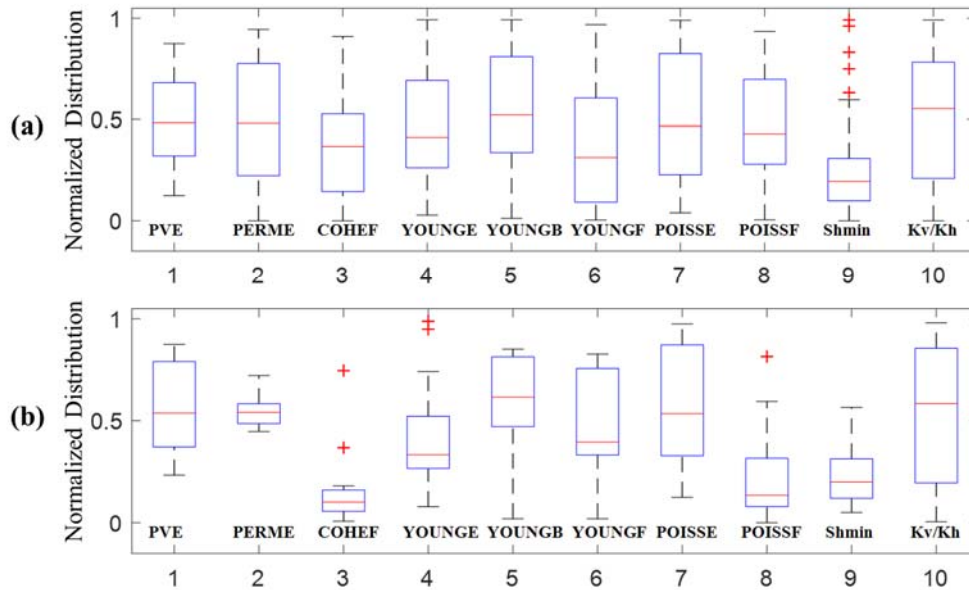 (a)
Normalized Distribution
1
0.5
0
PVE PERME COHEF YOUNGE YOUNGB YOUNGF POISSE POISSF Shmin Kv/Kh
1 2 3 4 5 6 7 8 9 10
(b)
Normalized Distribution
1
0.5
0
PVE PERME COHEF YOUNGE YOUNGB YOUNGF POISSE POISSF Shmin Kv/Kh
1 2 3 4 5 6 7 8 9 10